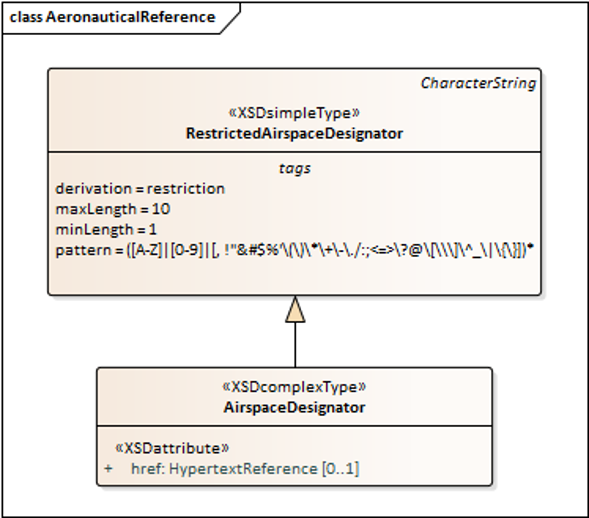 class AeronauticalReference
CharacterString
«XSDsimpleType»
RestrictedAirspaceDesignator
tags
derivation = restriction
maxLength = 10
minLength = 1
pattern = ([A-Z]|[0-9]|[, !"&#$%'\(\)\*\+\-\./:;<=>\?@\[\\\]\^_\|\{\}])*
«XSDcomplexType»
AirspaceDesignator
«XSDattribute»
+ href: HypertextReference [0..1]